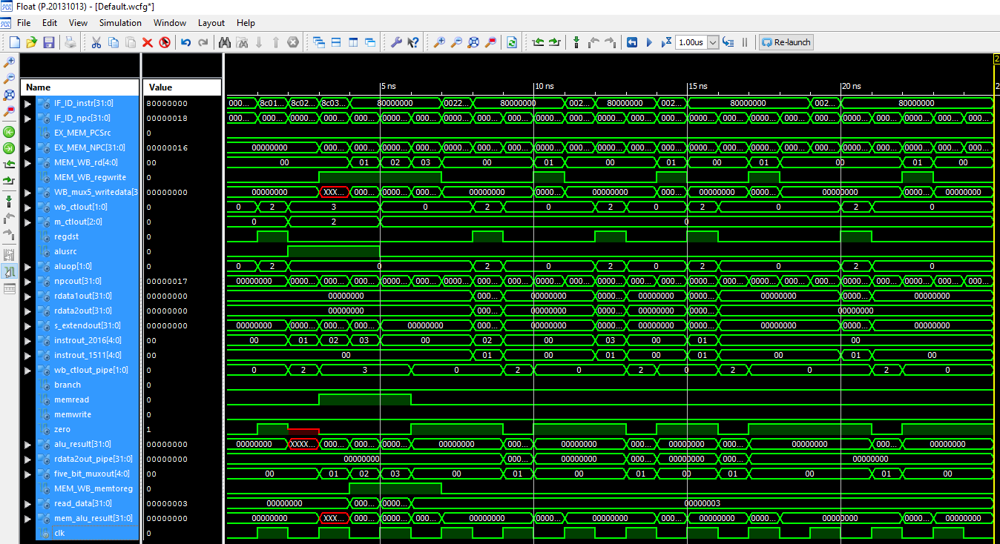 Float (P.20131013) - [Default.wcfg*]
File Edit View Simulation Window Layout Help
1.00us Re-launch
2
Name Value
5 ns 10 ns 15 ns 20 ns 2
IF_ID_instr[31:0] 80000000 000... 8c01... 8c02... 8c03... 80000000 0022... 80000000 002... 80000000 002... 80000000 002... 80000000
IF_ID_npc[31:0] 00000018 000... 000... 000... 000... 000... 000... 000... 0000... 000... 000... 0000... 000... 000... 000... 000... 0000... 000... 0000... 000... 000... 0000... 000... 000... 000... 000...
EX_MEM_PCSrc 0
EX_MEM_NPC[31:0] 00000016 00000000 000... 000... 000... 000... 0000... 000... 000... 0000... 000... 000... 000... 000... 0000... 000... 0000... 000... 000... 0000... 000... 000... 000... 000...
MEM_WB_rd[4:0] 00 00 01 02 03 00 01 00 01 00 01 00 01 00
MEM_WB_regwrite 0
WB_mux5_writedata[3 00000000 00000000 XXX... 000... 0000... 000... 00000000 0000... 00000000 000... 00000000 0000... 00000000 000... 00000000
wb_ctlout[1:0] 0 0 2 3 0 2 0 2 0 2 0 2 0
m_ctlout[2:0] 0 0 2 0
regdst 0
alusrc 0
aluop[1:0] 0 0 2 0 2 0 2 0 2 0 2 0
npcout[31:0] 00000017 00000000 0000... 000... 000... 0000... 000... 0000... 000... 000... 0000... 000... 000... 000... 000... 0000... 000... 0000... 000... 000... 0000... 000... 000... 000... 000...
rdata1out[31:0] 00000000 00000000 000... 00000000 000... 00000000 0000... 00000000 0000... 00000000
rdata2out[31:0] 00000000 00000000 000... 00000000 000... 00000000 0000... 00000000
s_extendout[31:0] 00000000 00000000 0000... 000... 000... 00000000 000... 00000000 000... 00000000 0000... 00000000 0000... 00000000
instrout_2016[4:0] 00 00 01 02 03 00 02 00 03 00 01 00
instrout_1511[4:0] 00 00 01 00 01 00 01 00 01 00
wb_ctlout_pipe[1:0] 0 0 2 3 0 2 0 2 0 2 0 2 0
branch 0
memread 0
memwrite 0
zero 1
alu_result[31:0] 00000000 00000000 XXXX... 000... 000... 0000... 00000000 000... 00000000 000... 00000000 000... 00000000 000... 00000000
rdata2out_pipe[31:0] 00000000 00000000 000... 00000000 000... 00000000 000... 00000000
five_bit_muxout[4:0] 00 00 01 02 03 00 01 00 01 00 01 00 01 00
MEM_WB_memtoreg 0
read_data[31:0] 00000003 00000000 000... 0000... 00000003
mem_alu_result[31:0] 00000000 00000000 XXX... 000... 0000... 000... 00000000 0000... 00000000 000... 00000000 0000... 00000000 0000... 00000000
clk 0